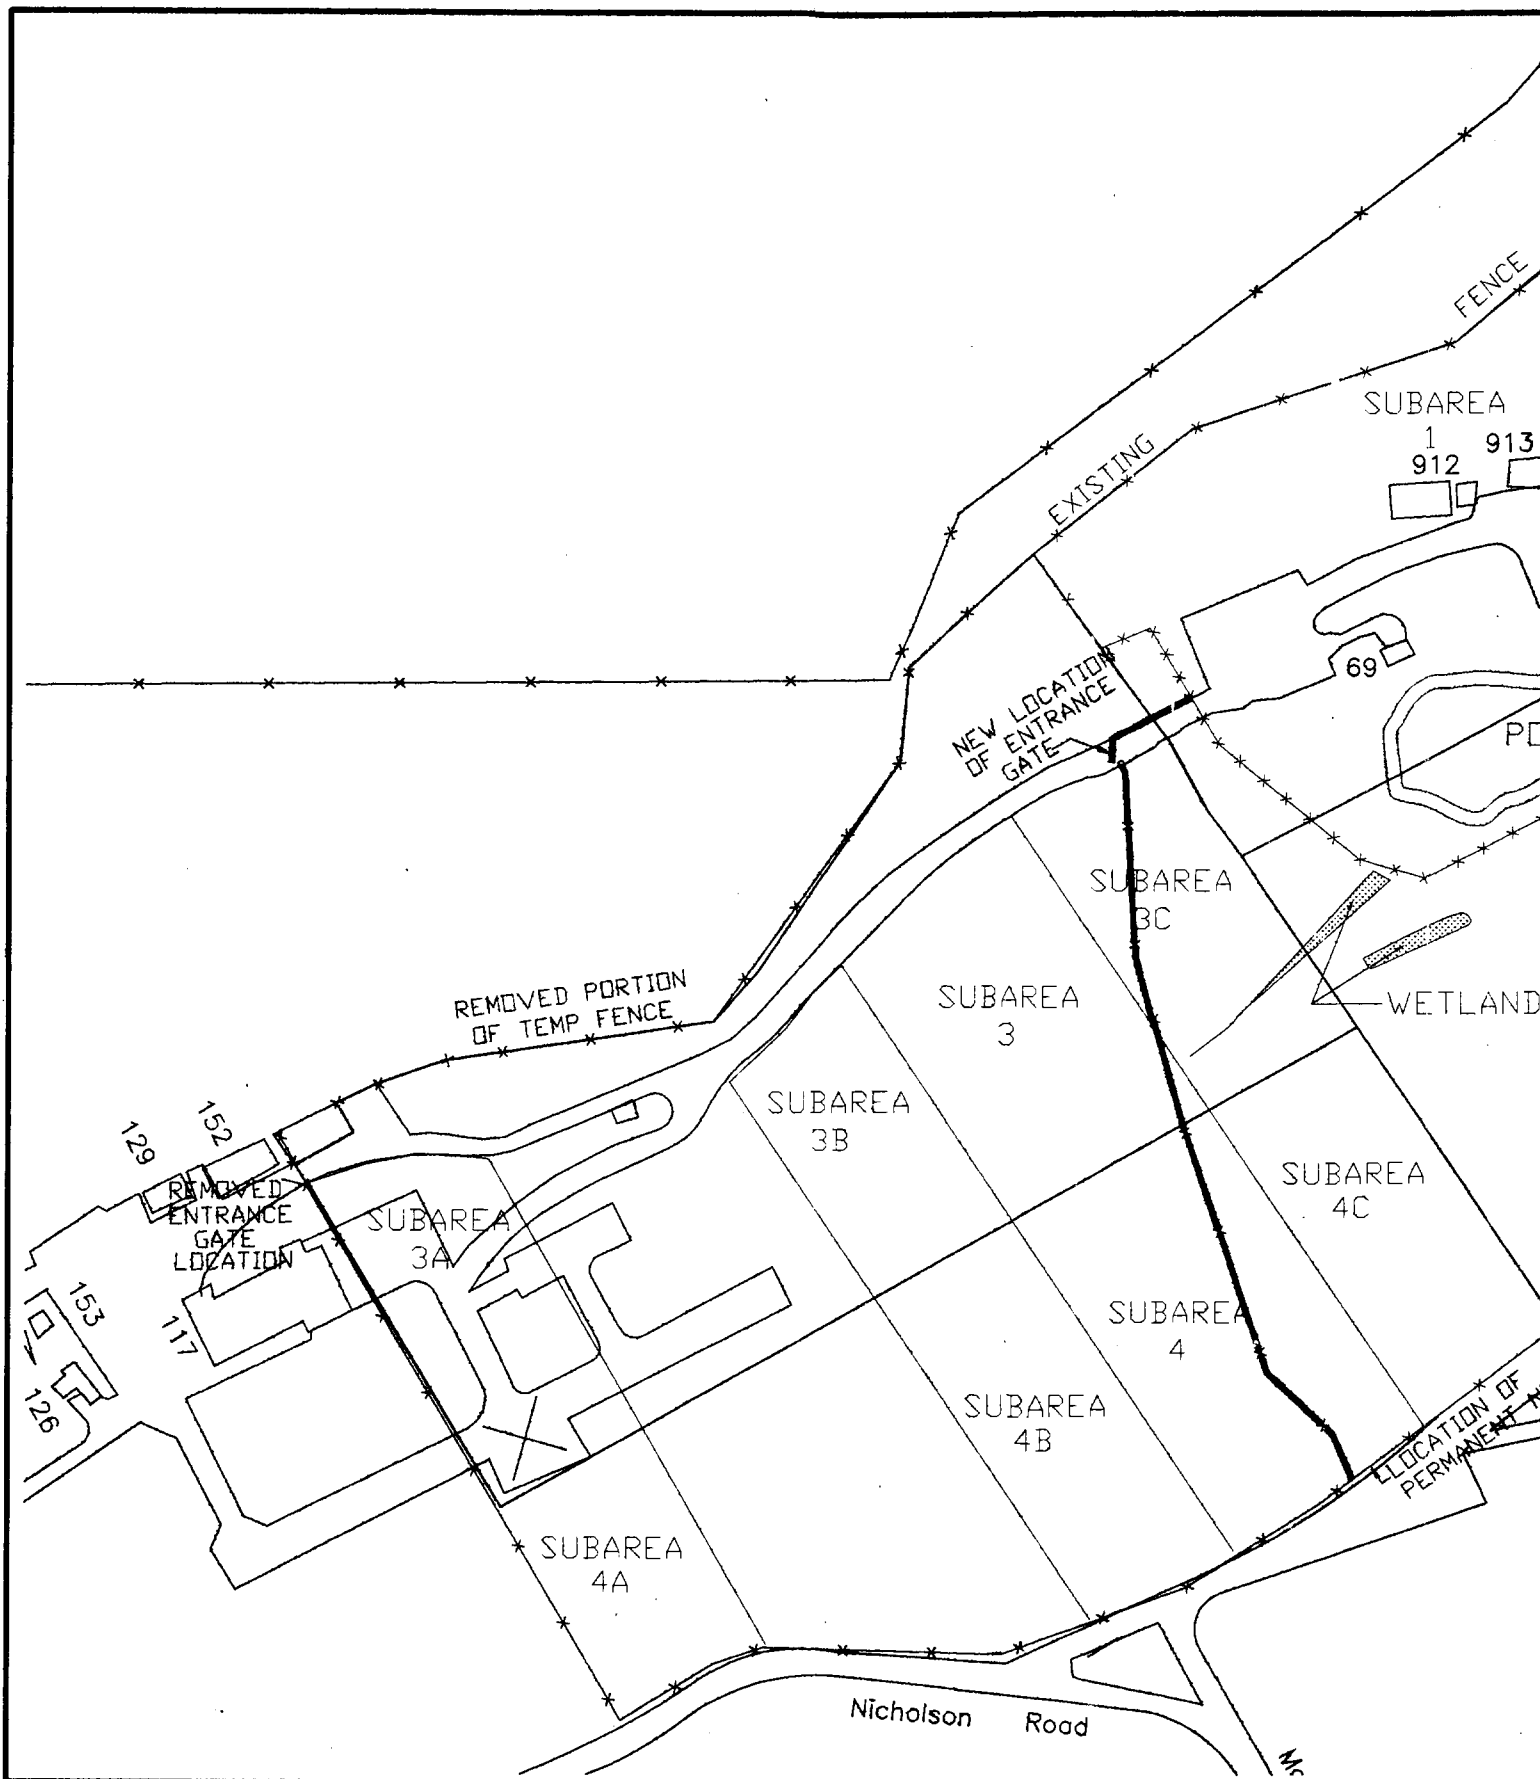 FENCE
SUBAREA
1
913
912
EXISTING
69
NEW LOCATION
OF ENTRANCE
GATE
SUBAREA
3C
WETLAND
REMOVED PORTION
OF TEMP FENCE
SUBAREA
3
SUBAREA
3B
152
129
REMOVED
ENTRANCE
GATE
LOCATION
SUBAREA
3A
SUBAREA
4C
153
117
126
SUBAREA
4
SUBAREA
4B
LOCATION OF
PERMANENT
SUBAREA
4A
Nicholson Road